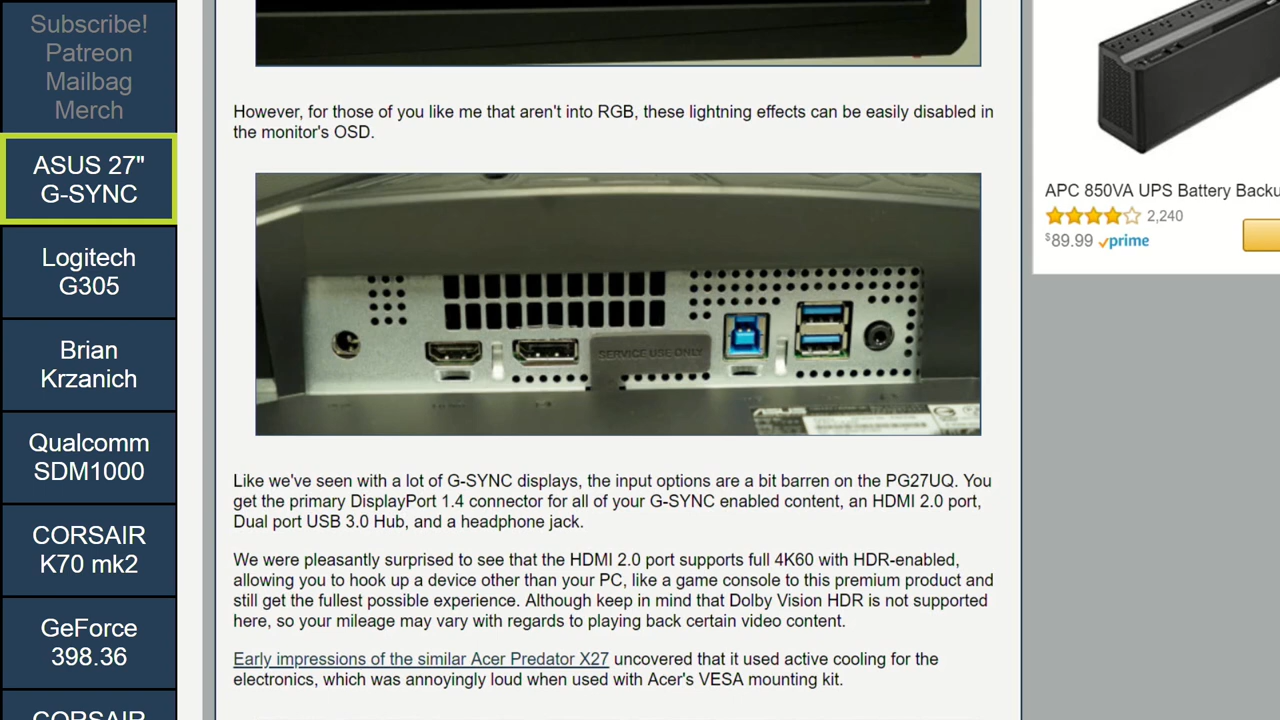 Subscribe!
Patreon
Mailbag
Merch
ASUS 27"
G-SYNC
Logitech
G305
Brian
Krzanich
Qualcomm
SDM1000
CORSAIR
K70 mk2
GeForce
398.36
CORSAIR
However, for those of you like me that aren't into RGB, these lightning effects can be easily disabled in
the monitor's OSD.
SERVICE USE ONLY
Like we've seen with a lot of G-SYNC displays, the input options are a bit barren on the PG27UQ. You
get the primary DisplayPort 1.4 connector for all of your G-SYNC enabled content, an HDMI 2.0 port,
Dual port USB 3.0 Hub, and a headphone jack.
We were pleasantly surprised to see that the HDMI 2.0 port supports full 4K60 with HDR-enabled,
allowing you to hook up a device other than your PC, like a game console to this premium product and
still get the fullest possible experience. Although keep in mind that Dolby Vision HDR is not supported
here, so your mileage may vary with regards to playing back certain video content.
Early impressions of the similar Acer Predator X27 uncovered that it used active cooling for the
electronics, which was annoyingly loud when used with Acer's VESA mounting kit.
APC 850VA UPS Battery Backu
2,240
$89.99 prime